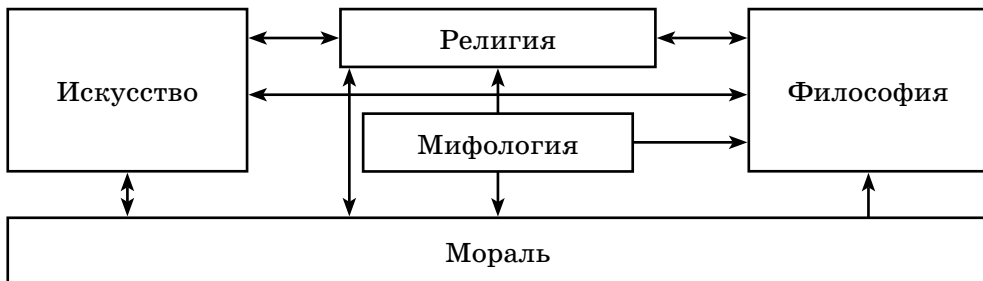 Религия
Искусство
Философия
Мифология
Мораль